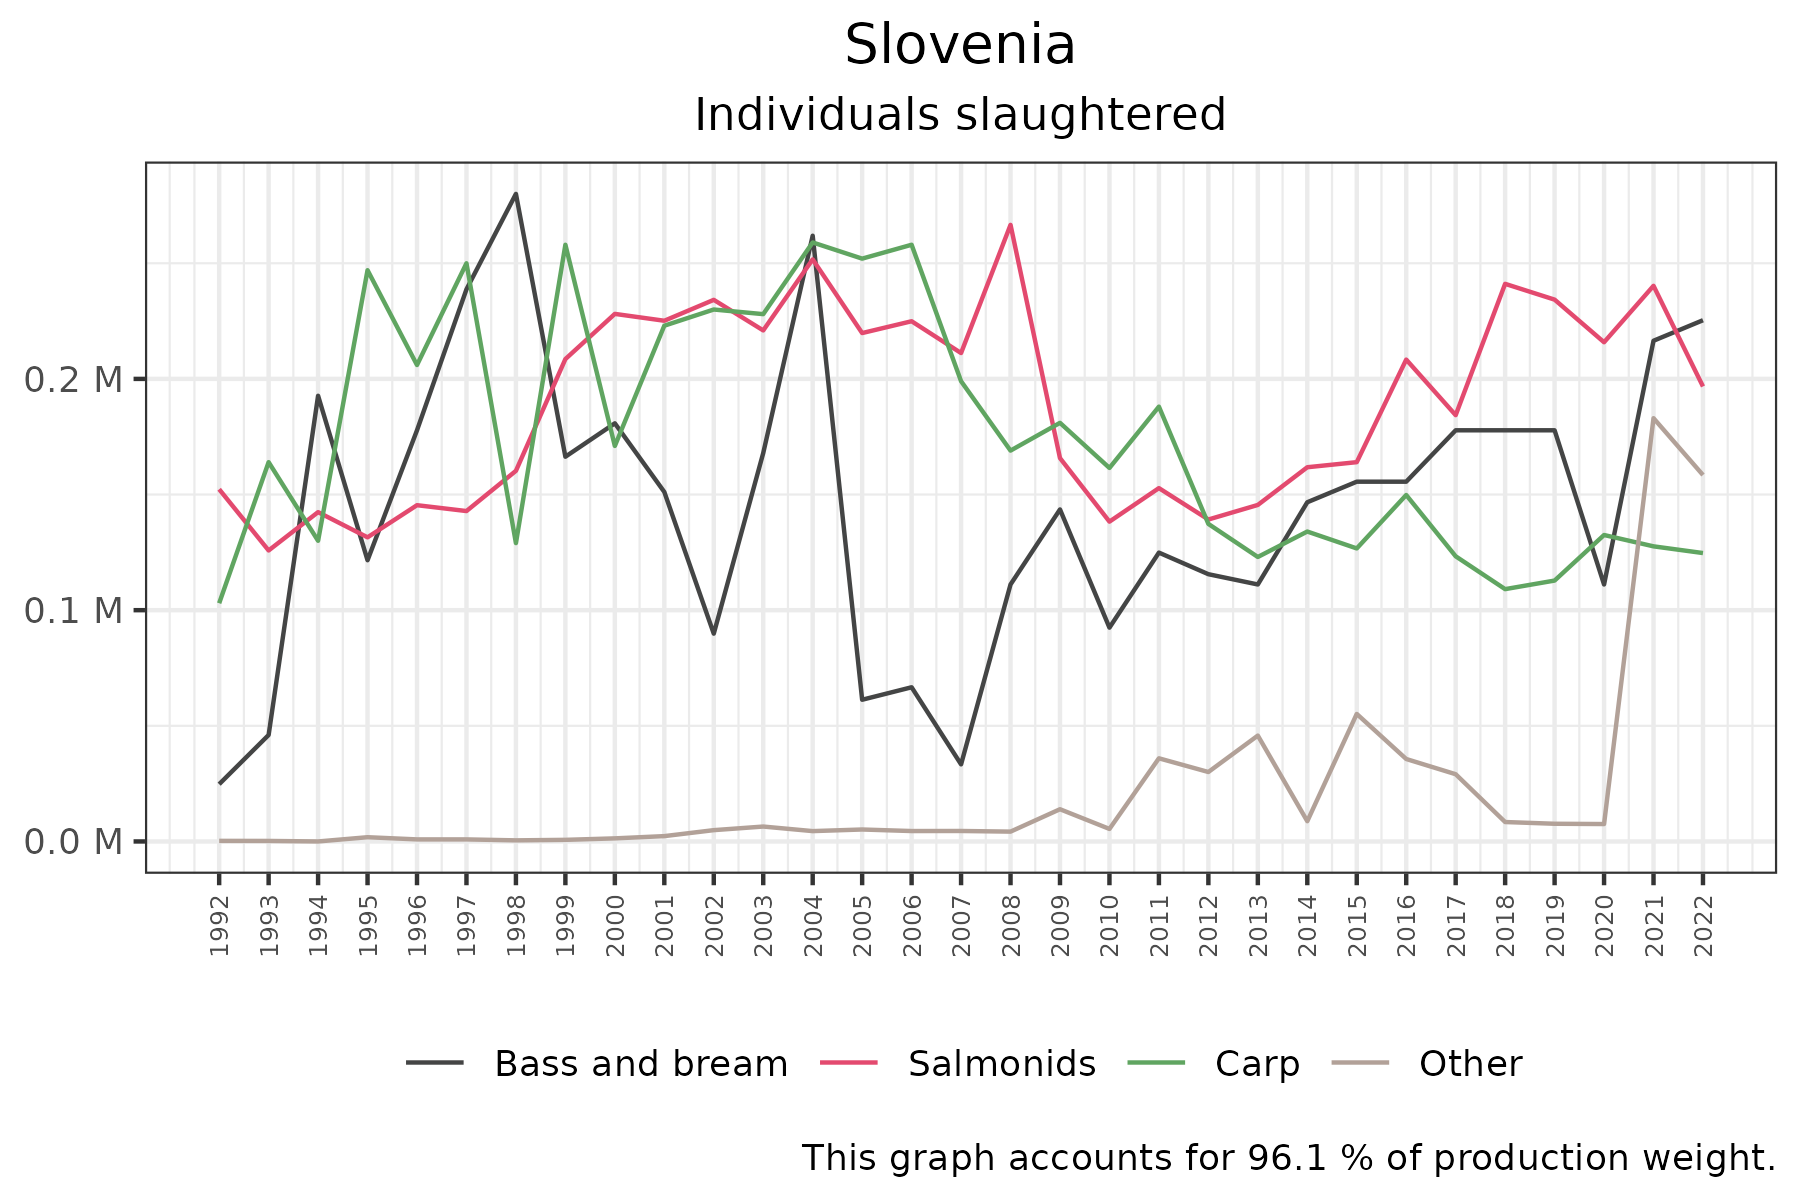 Slovenia
Individuals slaughtered
0.2 M
0.1 M
0.0 M
1992 1993 1994 1995 1996 1997 1998 1999 2000 2001 2002 2003 2004 2005 2006 2007 2008 2009 2010 2011 2012 2013 2014 2015 2016 2017 2018 2019 2020 2021 2022
Bass and bream Salmonids Carp Other
This graph accounts for 96.1 % of production weight.